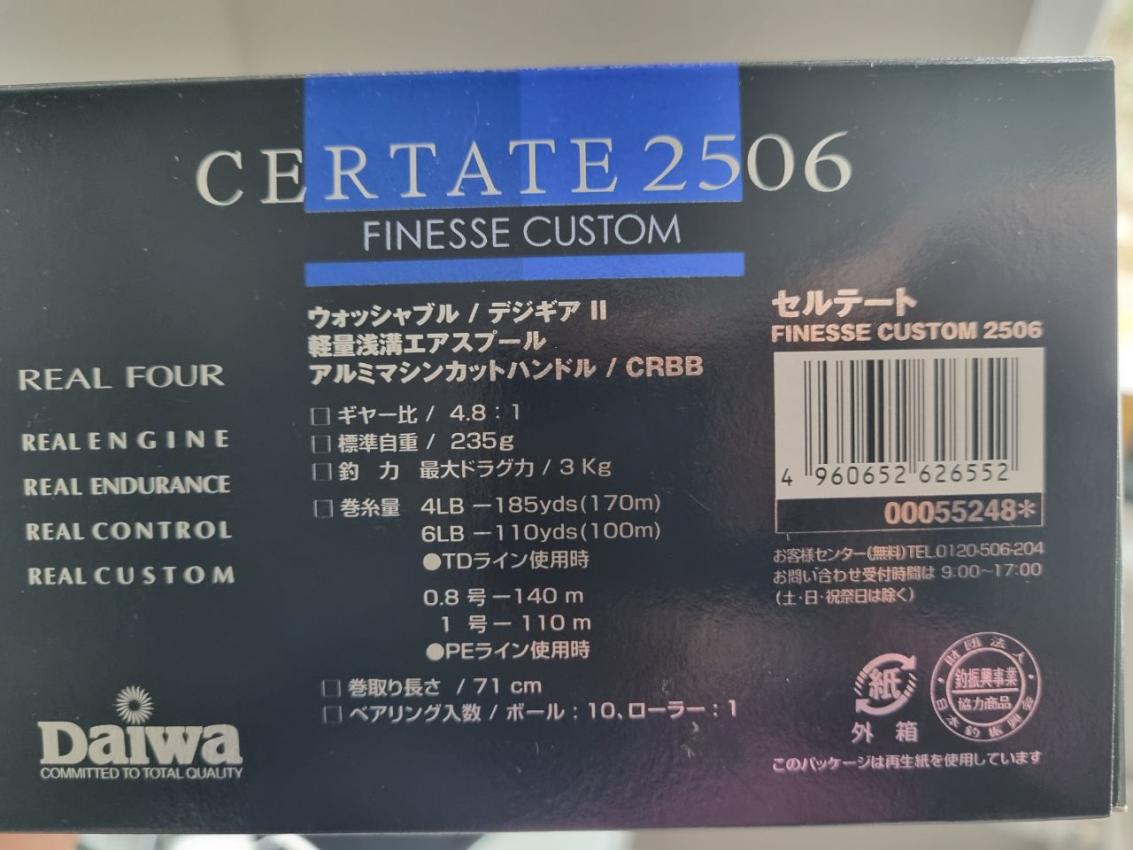 CERTATE 2506
FINESSE CUSTOM
ウォッシャブル / デジギア II
軽量浅溝エアスプール
アルミマシンカットハンドル / CRBB
□ ギヤー比 / 4.8 : 1
□ 標準自重 / 235g
□ 釣 力 最大ドラグ力 / 3 Kg
□ 巻糸量 4LB －185yds(170m)
6LB －110yds(100m)
●TDライン使用時
0.8 号－140 m
1 号－ 110 m
●PEライン使用時
□ 巻取り長さ / 71 cm
□ ベアリング入数 / ボール : 10、ローラー : 1
REAL FOUR
REAL ENGINE
REAL ENDURANCE
REAL CONTROL
REAL CUSTOM
Daiwa
COMMITTED TO TOTAL QUALITY
セルテート
FINESSE CUSTOM 2506
4 960652 626552
00055248*
お客様センター(無料)TEL 0120-506-204
お問い合わせ受付時間は 9:00～17:00
(土・日・祝祭日は除く)
紙
外 箱
財団法人
釣振興事業
協力商品
日本釣振興会
このパッケージは再生紙を使用しています